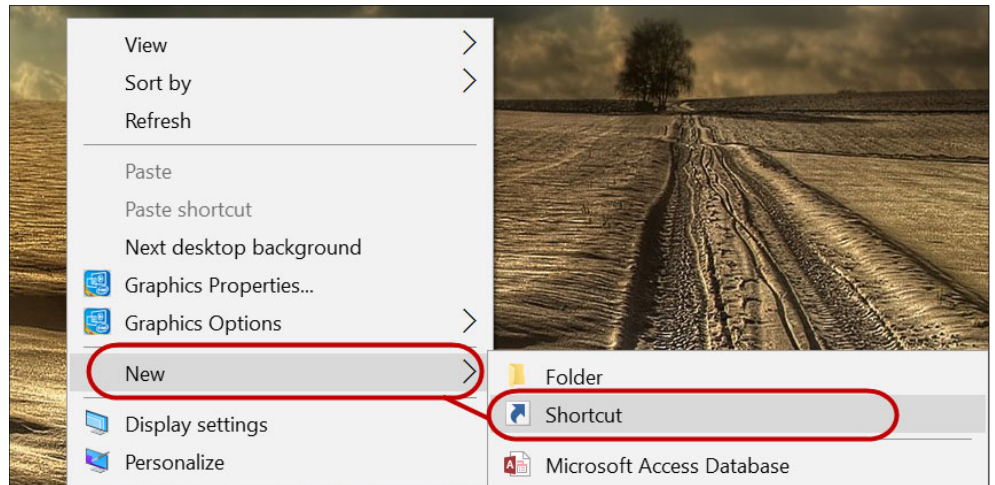 View
Sort by
Refresh
Paste
Paste shortcut
Next desktop background
Graphics Properties...
Graphics Options
New
Display settings
Personalize
Folder
Shortcut
Microsoft Access Database